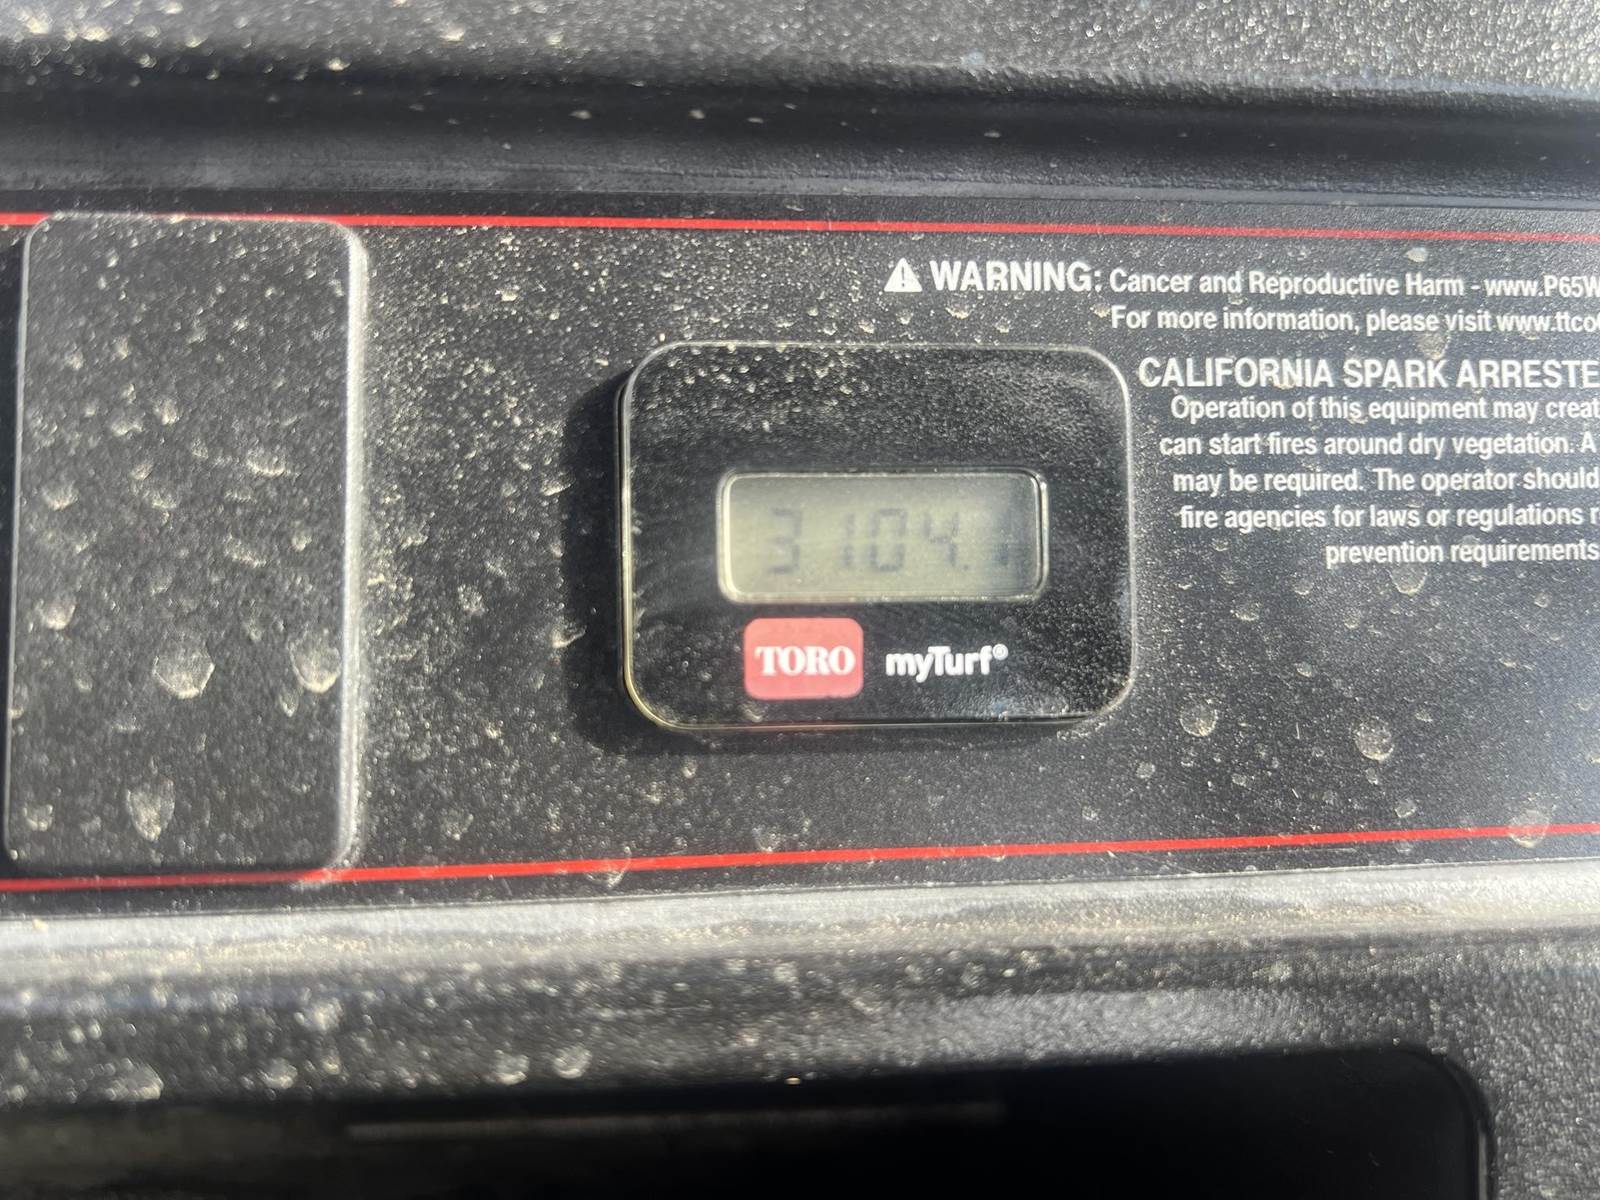 ⚠ WARNING: Cancer and Reproductive Harm - www.P65W
For more information, please visit www.ttco
CALIFORNIA SPARK ARRESTE
Operation of this equipment may creat
can start fires around dry vegetation. A
may be required. The operator should
fire agencies for laws or regulations r
prevention requirements
3104.
TORO myTurf®